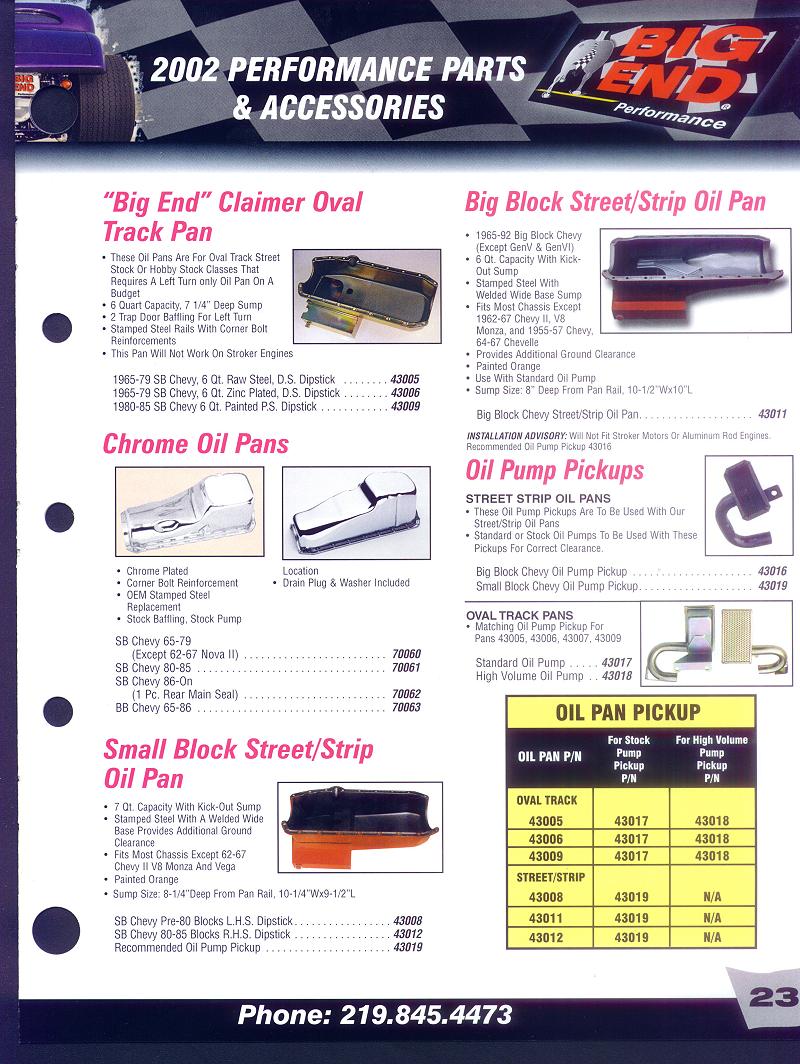 2002 PERFORMANCE PARTS
& ACCESSORIES
BIG
END
Performance
BIG
END
"Big End" Claimer Oval
Track Pan
• These Oil Pans Are For Oval Track Street
Stock Or Hobby Stock Classes That
Requires A Left Turn only Oil Pan On A
Budget
• 6 Quart Capacity, 7 1/4" Deep Sump
• 2 Trap Door Baffling For Left Turn
• Stamped Steel Rails With Corner Bolt
Reinforcements
• This Pan Will Not Work On Stroker Engines
1965-79 SB Chevy, 6 Qt. Raw Steel, D.S. Dipstick ........ 43005
1965-79 SB Chevy, 6 Qt. Zinc Plated, D.S. Dipstick ........ 43006
1980-85 SB Chevy 6 Qt. Painted P.S. Dipstick ........... 43009
Chrome Oil Pans
• Chrome Plated
• Corner Bolt Reinforcement
• OEM Stamped Steel
Replacement
• Stock Baffling, Stock Pump
Location
• Drain Plug & Washer Included
SB Chevy 65-79
(Except 62-67 Nova II) ....................... 70060
SB Chevy 80-85 .............................. 70061
SB Chevy 86-On
(1 Pc. Rear Main Seal) ....................... 70062
BB Chevy 65-86 .............................. 70063
Small Block Street/Strip
Oil Pan
• 7 Qt. Capacity With Kick-Out Sump
• Stamped Steel With A Welded Wide
Base Provides Additional Ground
Clearance
• Fits Most Chassis Except 62-67
Chevy II V8 Monza And Vega
• Painted Orange
• Sump Size: 8-1/4"Deep From Pan Rail, 10-1/4"Wx9-1/2"L
SB Chevy Pre-80 Blocks L.H.S. Dipstick............... 43008
SB Chevy 80-85 Blocks R.H.S. Dipstick ............... 43012
Recommended Oil Pump Pickup .................... 43019
Big Block Street/Strip Oil Pan
• 1965-92 Big Block Chevy
(Except GenV & GenVI)
• 6 Qt. Capacity With Kick-
Out Sump
• Stamped Steel With
Welded Wide Base Sump
• Fits Most Chassis Except
1962-67 Chevy II, V8
Monza, and 1955-57 Chevy,
64-67 Chevelle
• Provides Additional Ground Clearance
• Painted Orange
• Use With Standard Oil Pump
• Sump Size: 8" Deep From Pan Rail, 10-1/2"Wx10"L
Big Block Chevy Street/Strip Oil Pan.................. 43011
INSTALLATION ADVISORY: Will Not Fit Stroker Motors Or Aluminum Rod Engines.
Recommended Oil Pump Pickup 43016
Oil Pump Pickups
STREET STRIP OIL PANS
• These Oil Pump Pickups Are To Be Used With Our
Street/Strip Oil Pans
• Standard or Stock Oil Pumps To Be Used With These
Pickups For Correct Clearance.
Big Block Chevy Oil Pump Pickup ................... 43016
Small Block Chevy Oil Pump Pickup.................. 43019
OVAL TRACK PANS
• Matching Oil Pump Pickup For
Pans 43005, 43006, 43007, 43009
Standard Oil Pump ..... 43017
High Volume Oil Pump .. 43018
OIL PAN PICKUP
OIL PAN P/N
For Stock
Pump
Pickup
P/N
For High Volume
Pump
Pickup
P/N
OVAL TRACK
43005 43017 43018
43006 43017 43018
43009 43017 43018
STREET/STRIP
43008 43019 N/A
43011 43019 N/A
43012 43019 N/A
Phone: 219.845.4473
23